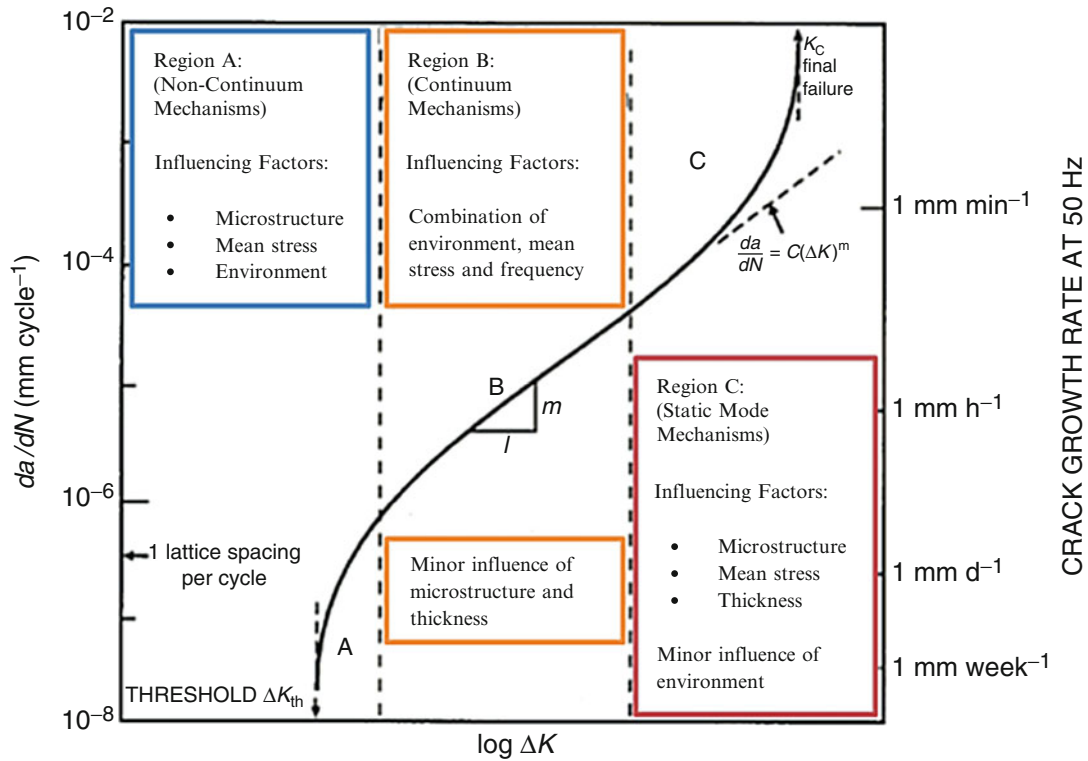 10⁻²
10⁻⁴
10⁻⁶
10⁻⁸
da/dN (mm cycle⁻¹)
Region A:
(Non-Continuum
Mechanisms)
Influencing Factors:
• Microstructure
• Mean stress
• Environment
Region B:
(Continuum
Mechanisms)
Influencing Factors:
Combination of
environment, mean
stress and frequency
K_C
final
failure
C
da/dN = C(ΔK)ᵐ
B
m
l
Region C:
(Static Mode
Mechanisms)
Influencing Factors:
• Microstructure
• Mean stress
• Thickness
Minor influence of
environment
1 lattice spacing
per cycle
Minor influence of
microstructure and
thickness
A
THRESHOLD ΔK_th
log ΔK
1 mm min⁻¹
1 mm h⁻¹
1 mm d⁻¹
1 mm week⁻¹
CRACK GROWTH RATE AT 50 Hz